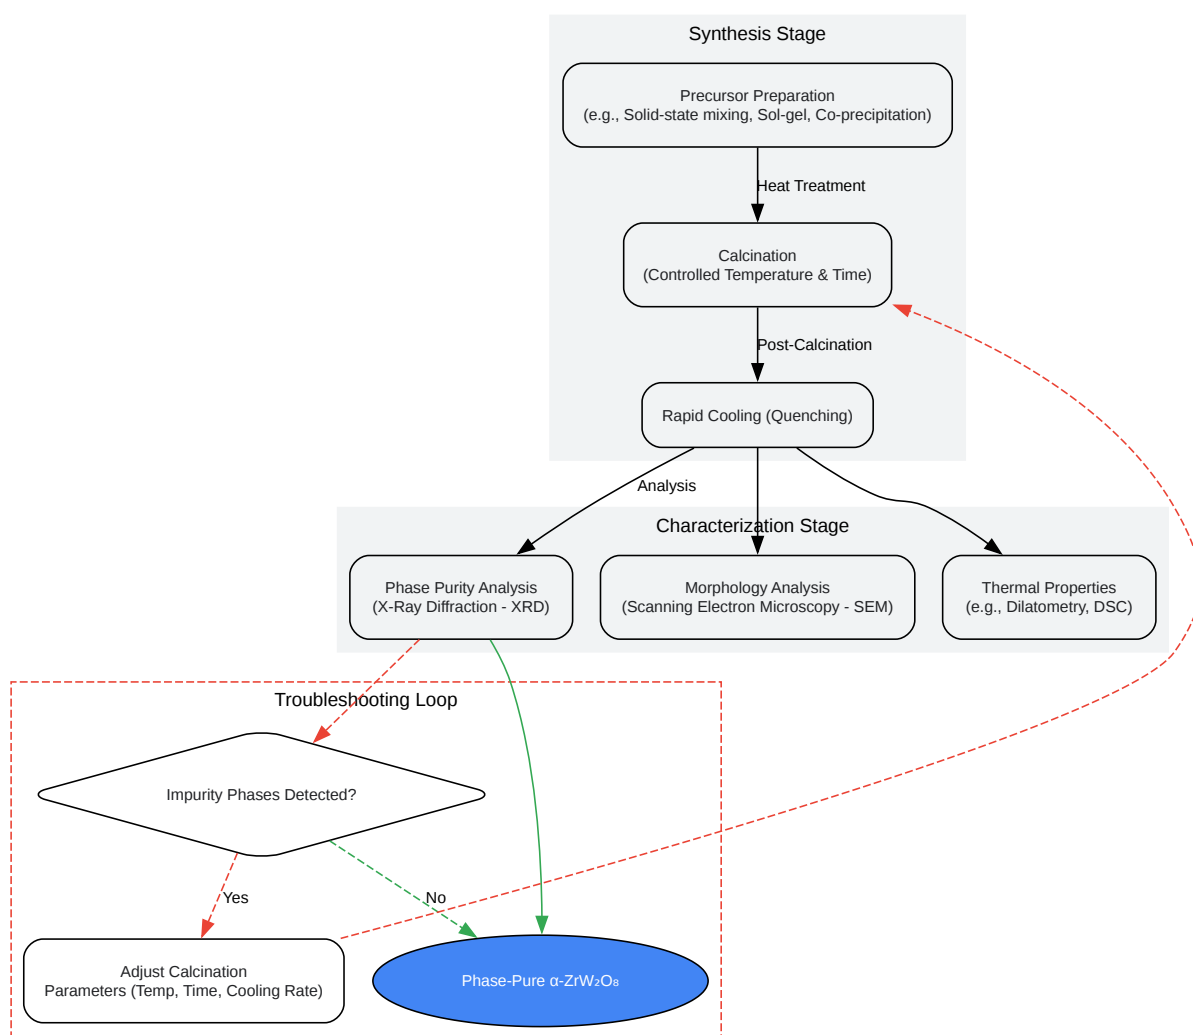 Synthesis Stage
Precursor Preparation
(e.g., Solid-state mixing, Sol-gel, Co-precipitation)
Heat Treatment
Calcination
(Controlled Temperature & Time)
Post-Calcination
Rapid Cooling (Quenching)
Analysis
Characterization Stage
Phase Purity Analysis
(X-Ray Diffraction - XRD)
Morphology Analysis
(Scanning Electron Microscopy - SEM)
Thermal Properties
(e.g., Dilatometry, DSC)
Troubleshooting Loop
Impurity Phases Detected?
Yes
No
Adjust Calcination
Parameters (Temp, Time, Cooling Rate)
Phase-Pure α-ZrW₂O₈